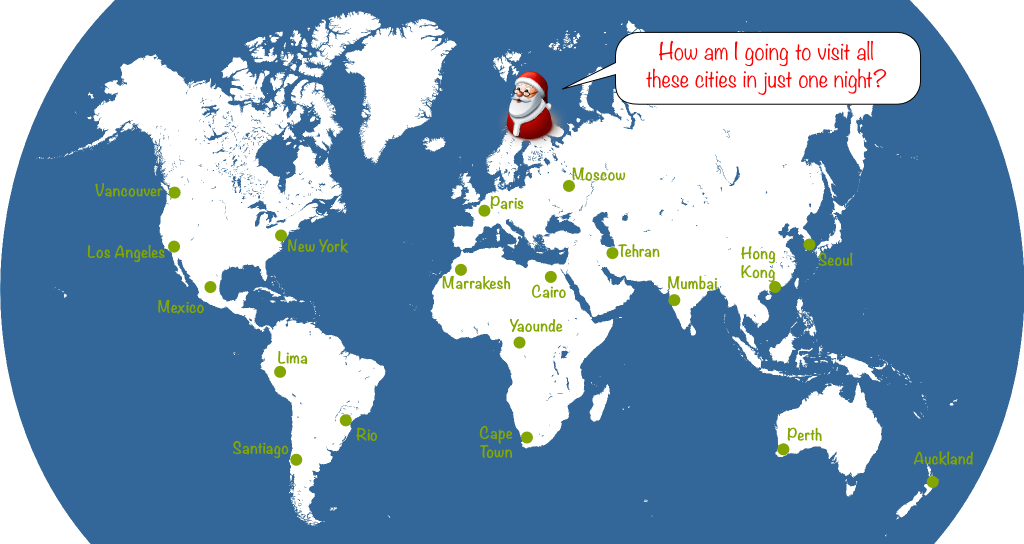 How am I going to visit all
these cities in just one night?
Moscow
Vancouver
Paris
New York
Los Angeles
Tehran
Hong
Kong
Seoul
Marrakesh
Cairo
Mumbai
Mexico
Yaounde
Lima
Rio
Cape
Town
Perth
Santiago
Auckland